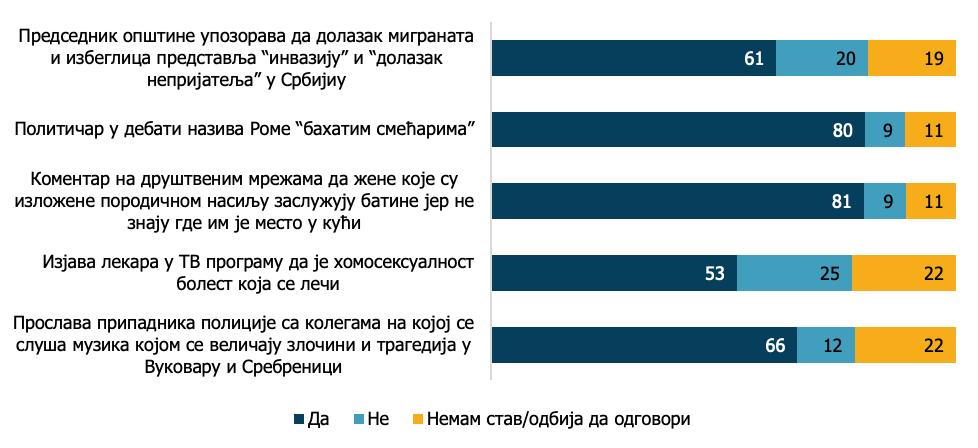 Председник општине упозорава да долазак миграната
и избеглица представља “инвазију” и “долазак
непријатеља” у Србијиу
61 20 19
Политичар у дебати назива Роме “бахатим смећарима”
80 9 11
Коментар на друштвеним мрежама да жене које су
изложене породичном насиљу заслужују батине јер не
знају где им је место у кући
81 9 11
Изјава лекара у ТВ програму да је хомосексуалност
болест која се лечи
53 25 22
Прослава припадника полиције са колегама на којој се
слуша музика којом се величају злочини и трагедија у
Вуковару и Сребреници
66 12 22
Да Не Немам став/одбија да одговори